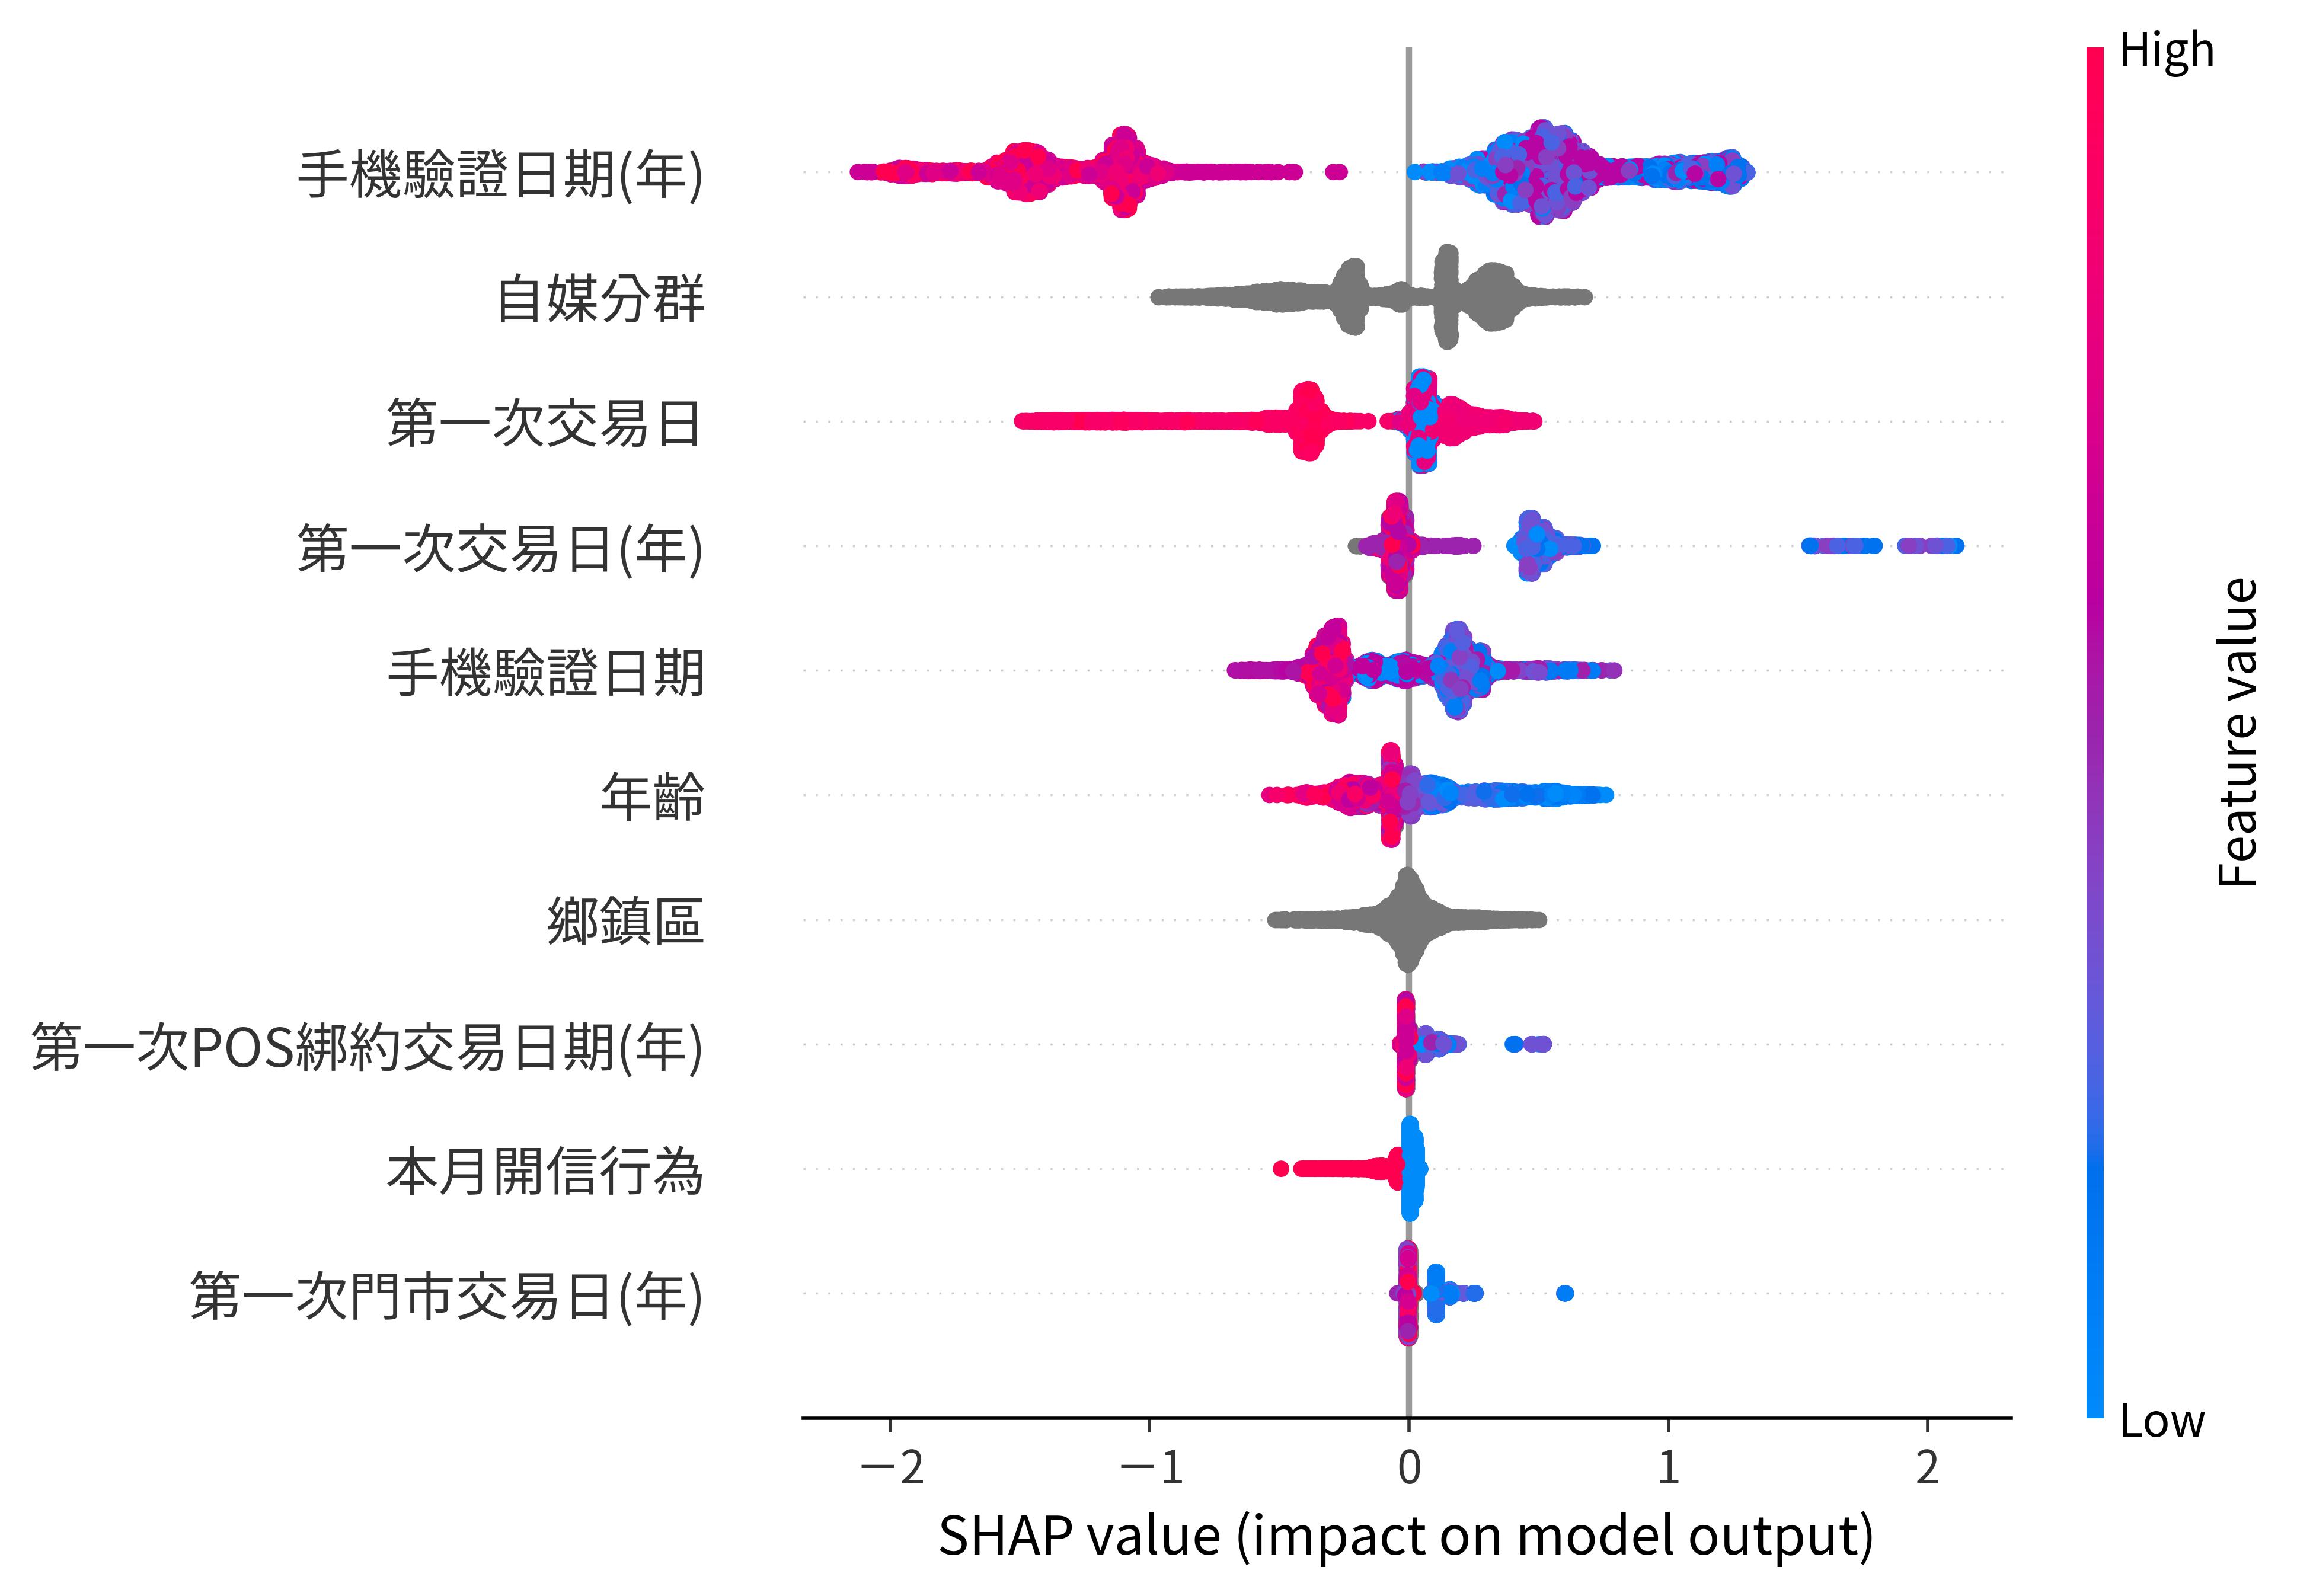 High
手機驗證日期(年)
自媒分群
第一次交易日
第一次交易日(年)
手機驗證日期
年齡
鄉鎮區
第一次POS綁約交易日期(年)
本月開信行為
第一次門市交易日(年)
Feature value
Low
−2 −1 0 1 2
SHAP value (impact on model output)